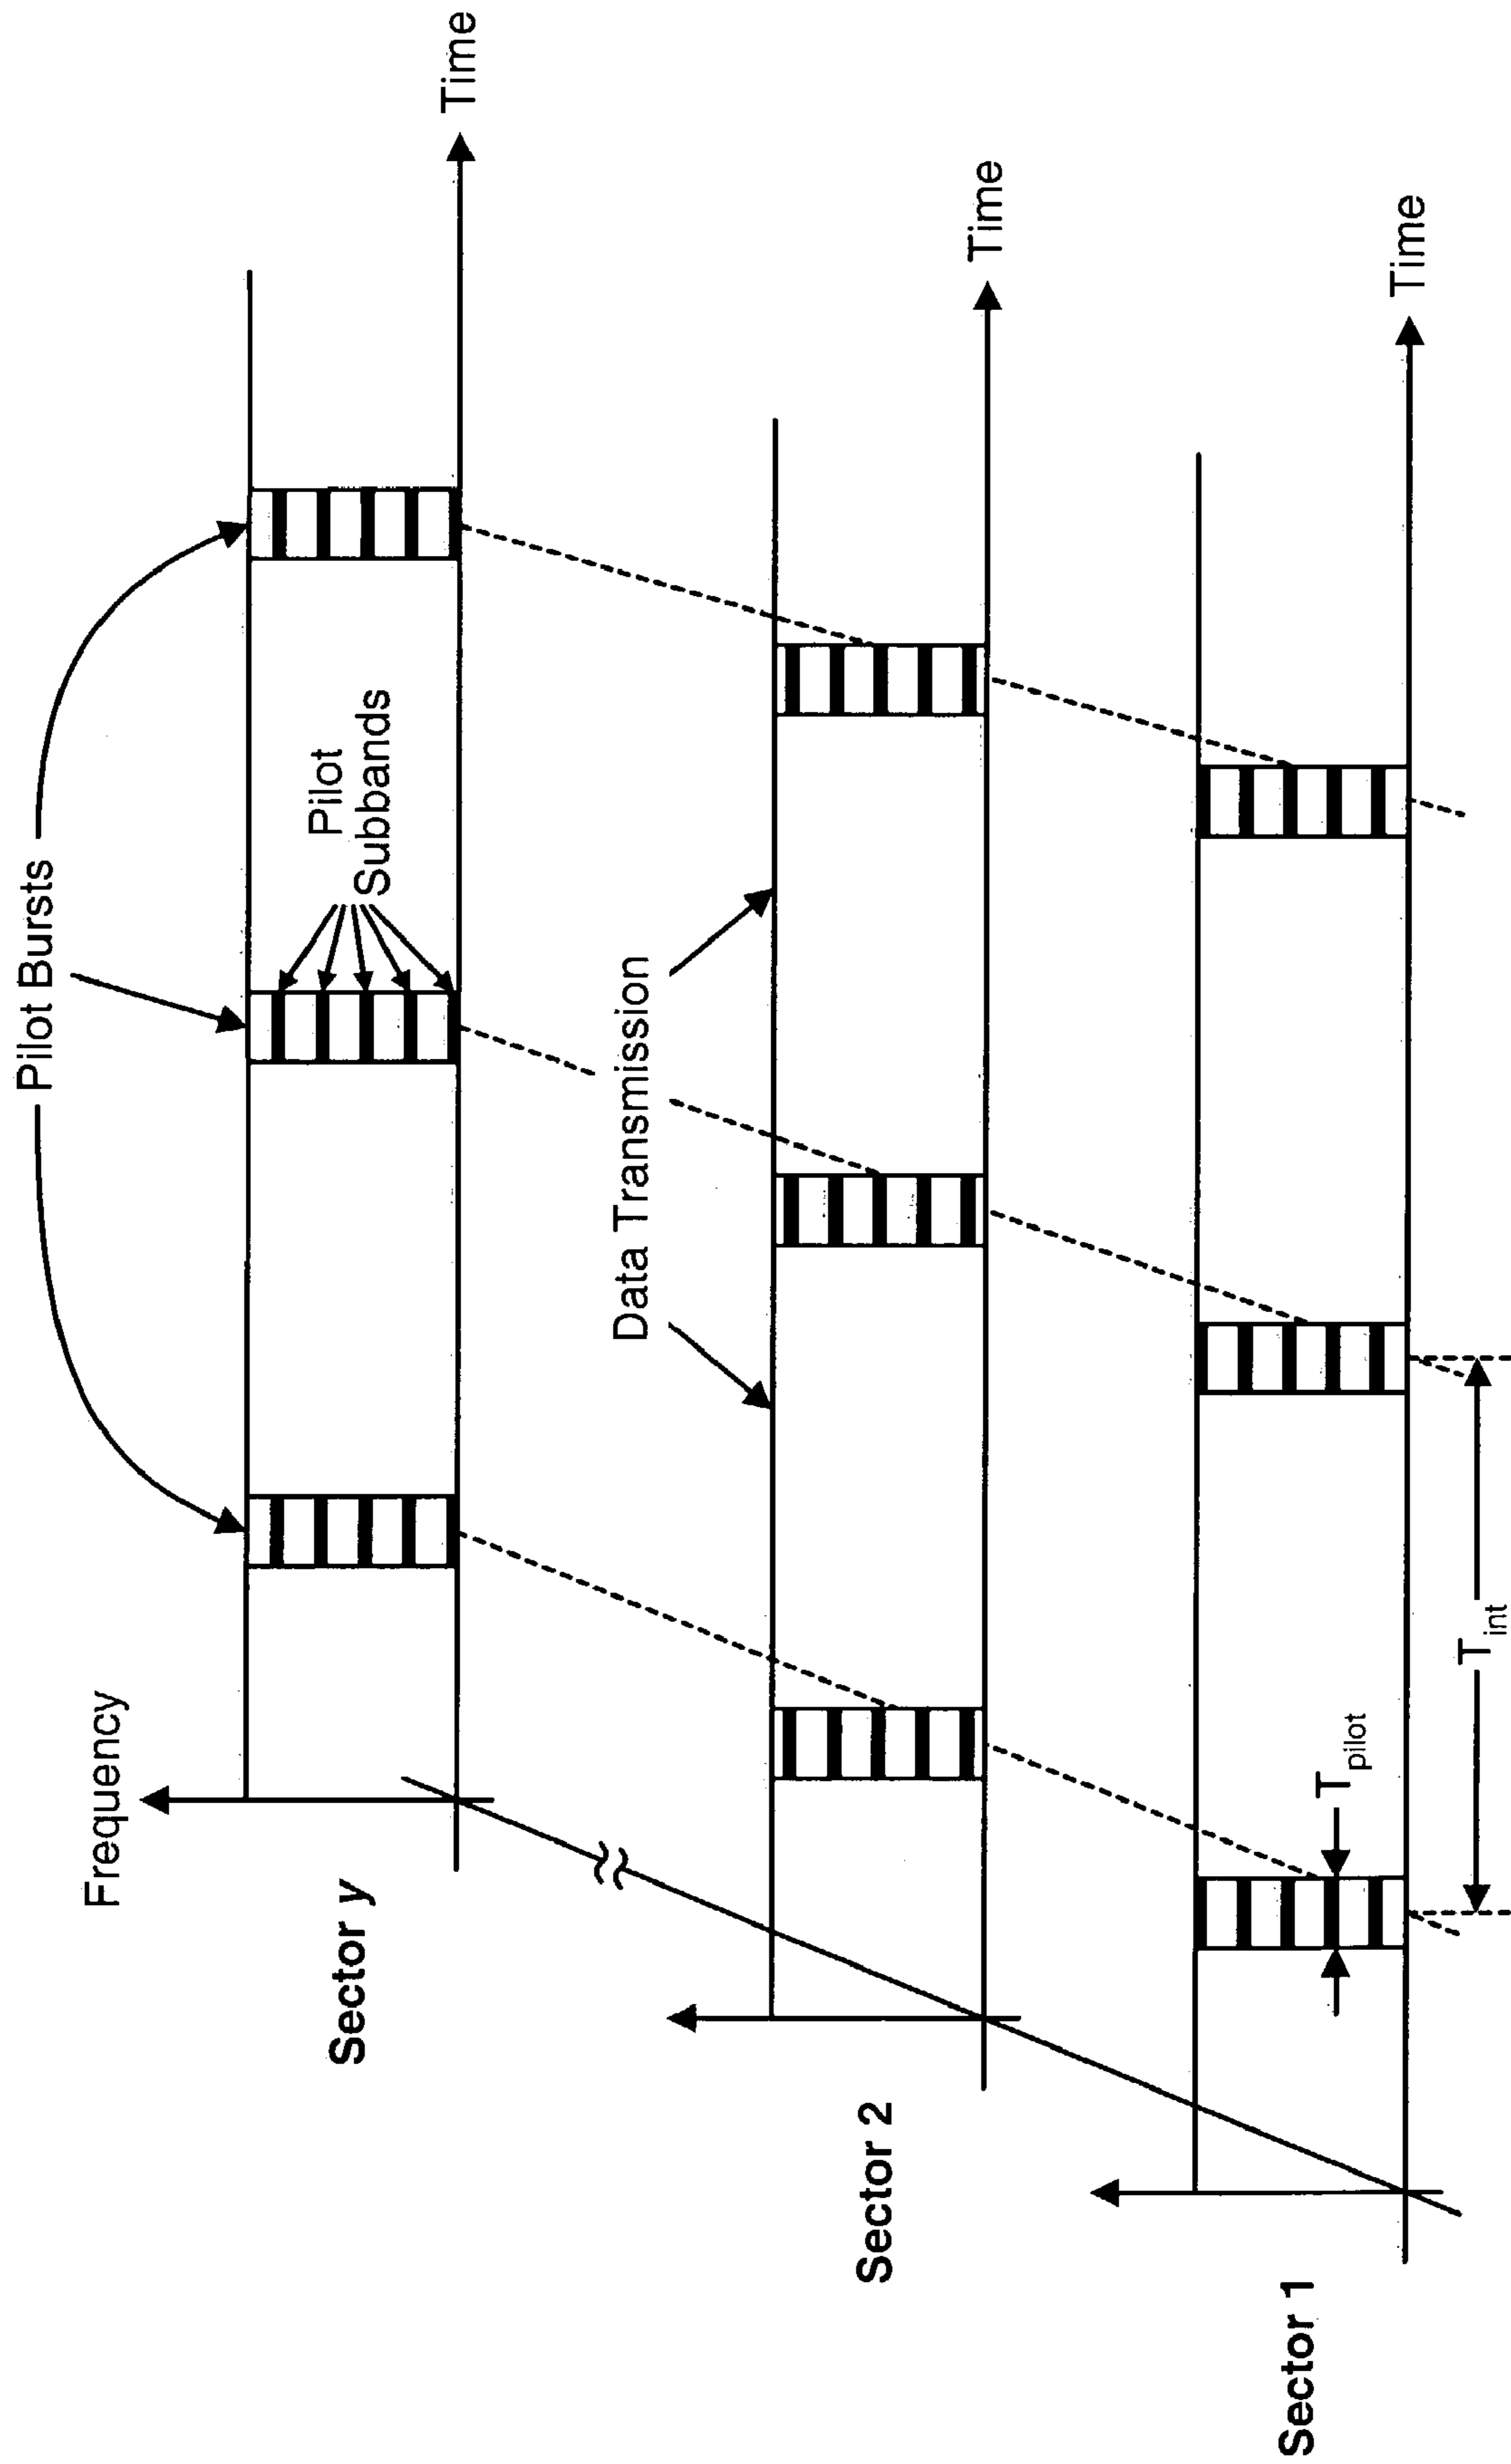 Pilot Bursts
Frequency
Pilot
Subbands
Time
Sector y
Data Transmission
Time
Sector 2
T_pilot
Time
Sector 1
T_int